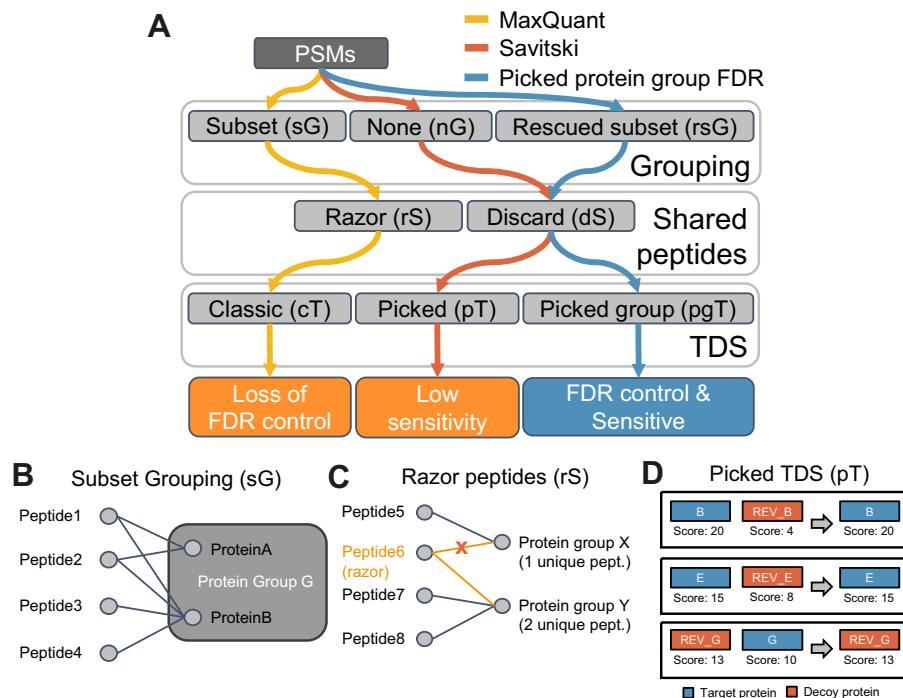 A
MaxQuant
Savitski
Picked protein group FDR
PSMs
Subset (sG)
None (nG)
Rescued subset (rsG)
Grouping
Razor (rS)
Discard (dS)
Shared
peptides
Classic (cT)
Picked (pT)
Picked group (pgT)
TDS
Loss of
FDR control
Low
sensitivity
FDR control &
Sensitive
B
Subset Grouping (sG)
Peptide1
Peptide2
Peptide3
Peptide4
ProteinA
Protein Group G
ProteinB
C
Razor peptides (rS)
Peptide5
Peptide6
(razor)
Peptide7
Peptide8
x
Protein group X
(1 unique pept.)
Protein group Y
(2 unique pept.)
D
Picked TDS (pT)
B
REV_B
B
Score: 20
Score: 4
Score: 20
E
REV_E
E
Score: 15
Score: 8
Score: 15
REV_G
G
REV_G
Score: 13
Score: 10
Score: 13
Target protein
Decoy protein